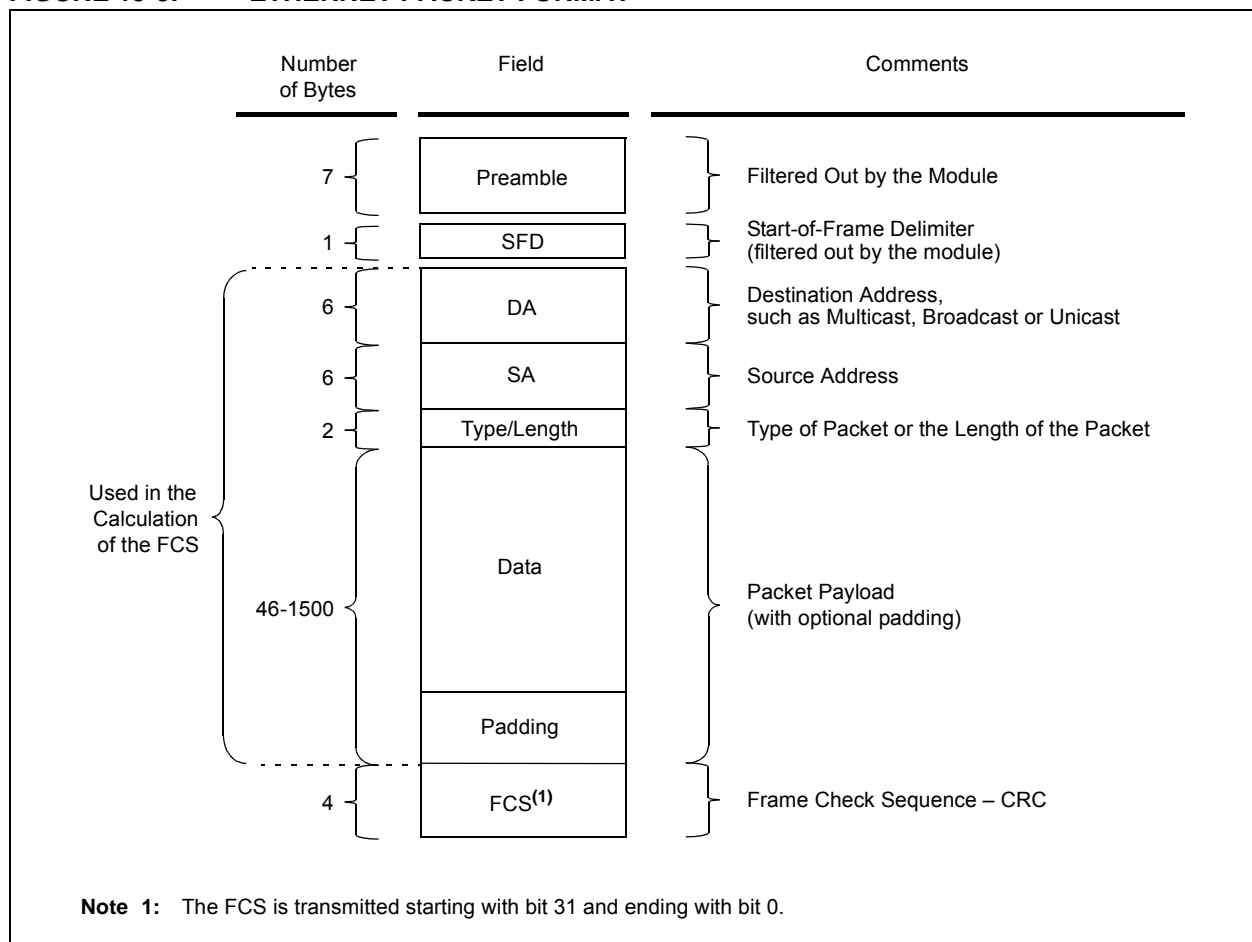 Number of Bytes Field Comments
7 Preamble Filtered Out by the Module
1 SFD Start-of-Frame Delimiter
(filtered out by the module)
6 DA Destination Address,
such as Multicast, Broadcast or Unicast
6 SA Source Address
2 Type/Length Type of Packet or the Length of the Packet
Used in the
Calculation
of the FCS
46-1500 Data Packet Payload
(with optional padding)
Padding
4 FCS(1) Frame Check Sequence – CRC
Note 1: The FCS is transmitted starting with bit 31 and ending with bit 0.